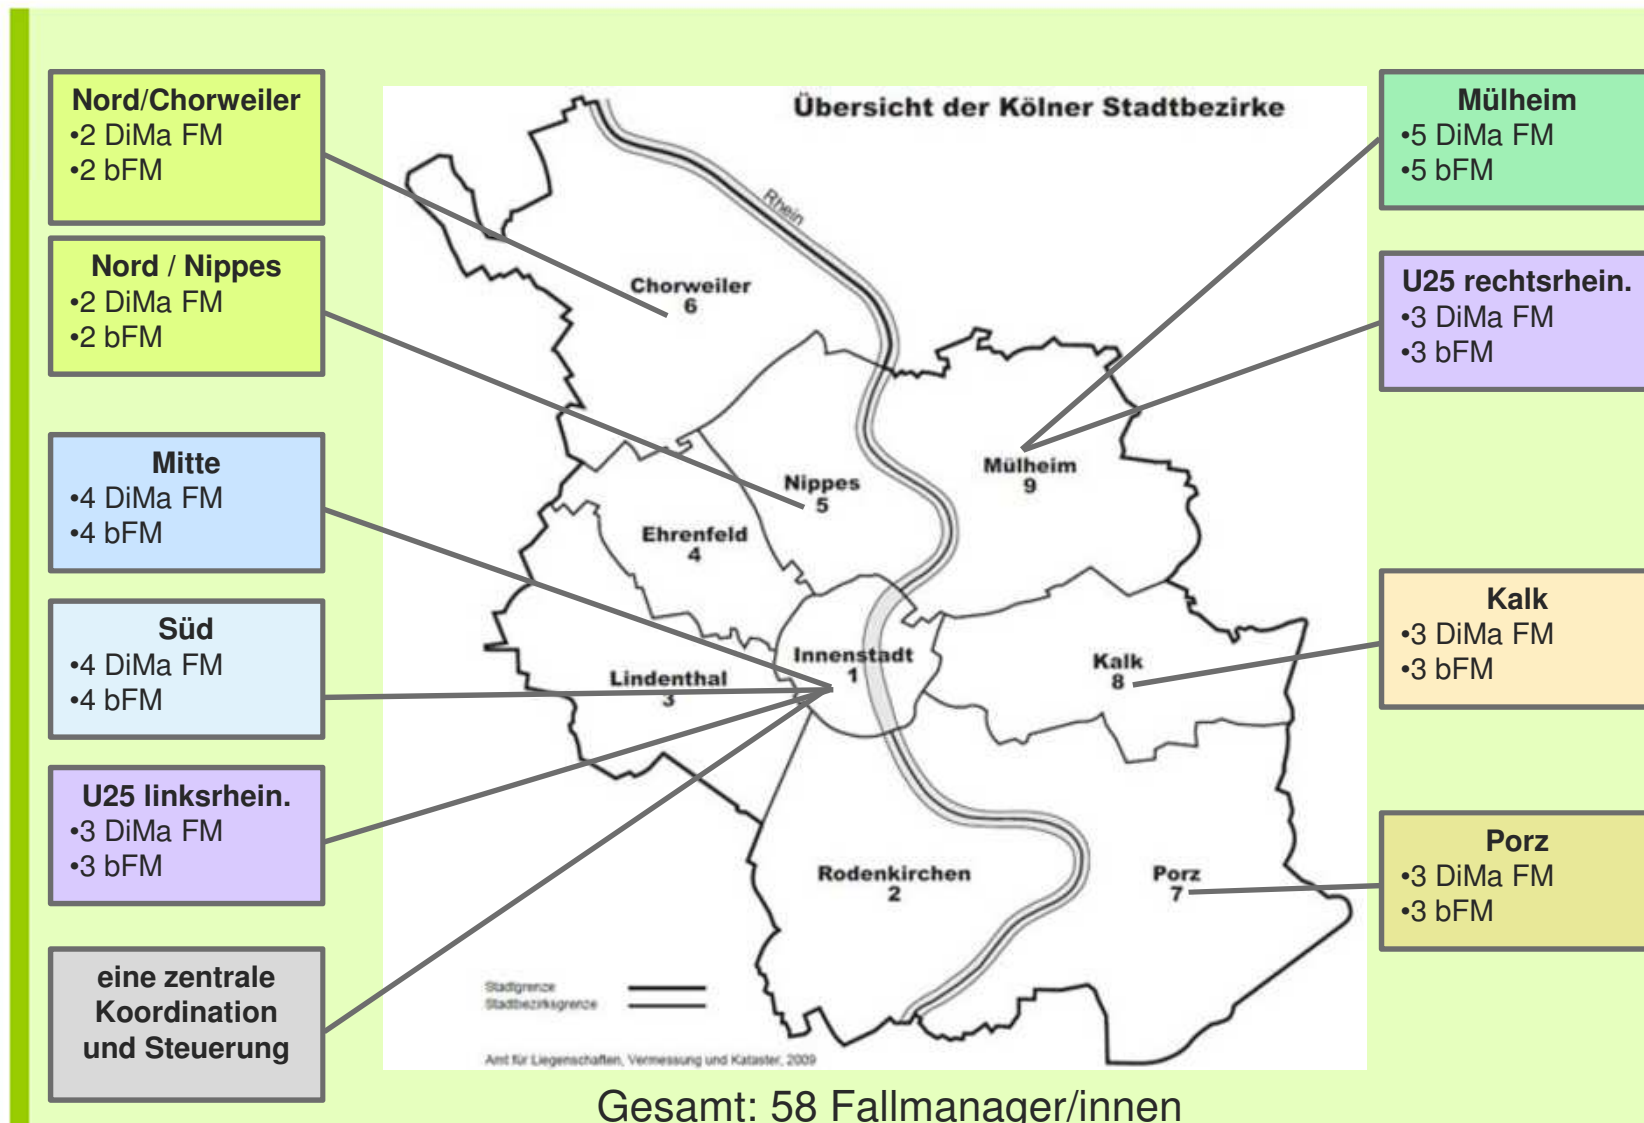 Nord/Chorweiler
•2 DiMa FM
•2 bFM
Nord / Nippes
•2 DiMa FM
•2 bFM
Mitte
•4 DiMa FM
•4 bFM
Süd
•4 DiMa FM
•4 bFM
U25 linksrhein.
•3 DiMa FM
•3 bFM
eine zentrale
Koordination
und Steuerung
Übersicht der Kölner Stadtbezirke
Rhein
Chorweiler
6
Nippes
5
Mülheim
9
Ehrenfeld
4
Innenstadt
1
Lindenthal
3
Kalk
8
Rodenkirchen
2
Porz
7
Stadtgrenze
Stadtbezirksgrenze
Amt für Liegenschaften, Vermessung und Kataster, 2009
Mülheim
•5 DiMa FM
•5 bFM
U25 rechtsrhein.
•3 DiMa FM
•3 bFM
Kalk
•3 DiMa FM
•3 bFM
Porz
•3 DiMa FM
•3 bFM
Gesamt: 58 Fallmanager/innen